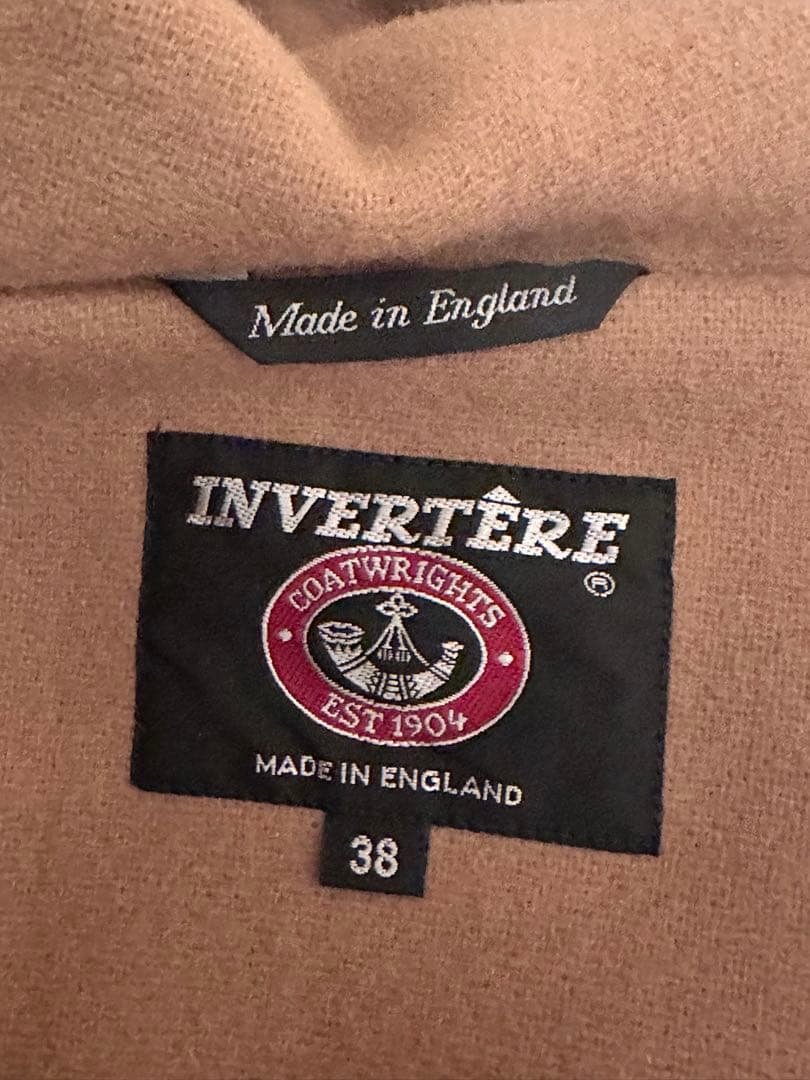 Made in England
INVERTÊRE
®
COATWRIGHTS
EST 1904
MADE IN ENGLAND
38